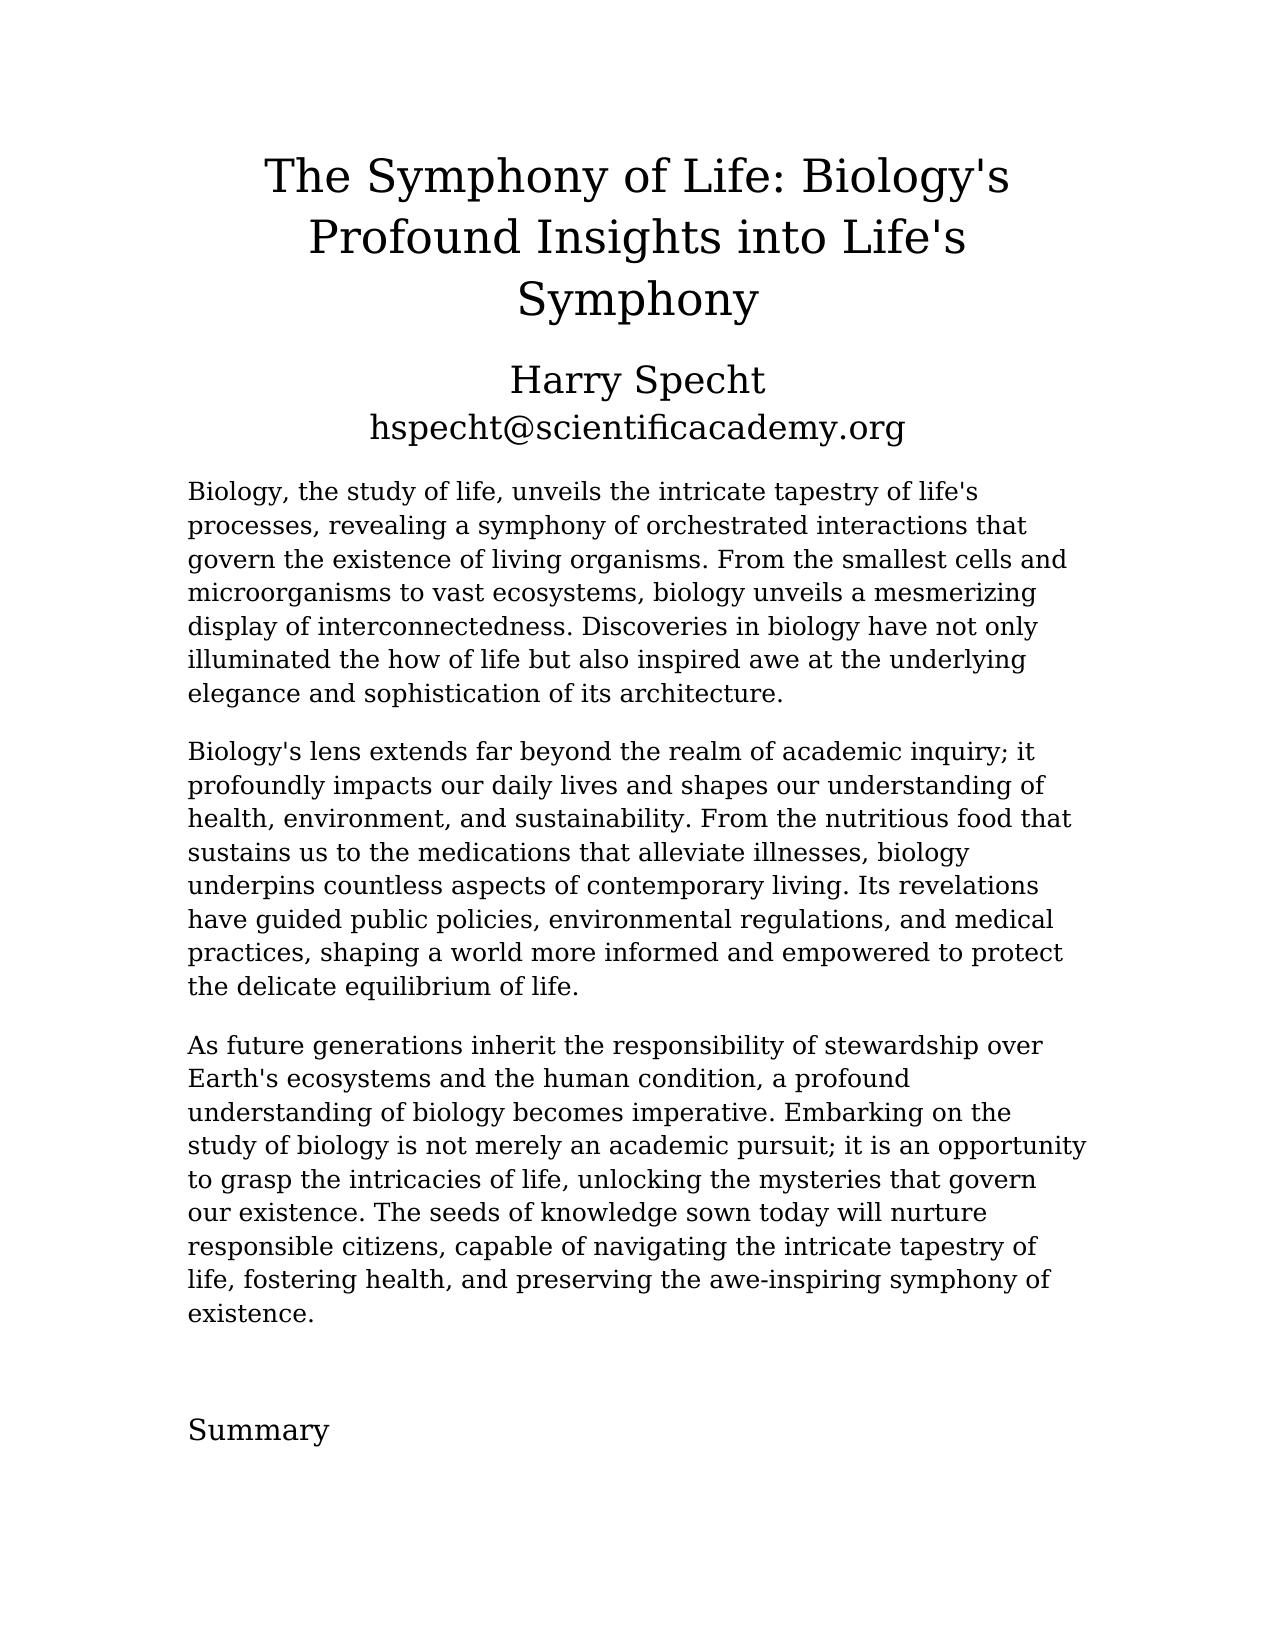 The Symphony of Life: Biology's
Profound Insights into Life's
Symphony
Harry Specht
hspecht@scientificacademy.org
Biology, the study of life, unveils the intricate tapestry of life's
processes, revealing a symphony of orchestrated interactions that
govern the existence of living organisms. From the smallest cells and
microorganisms to vast ecosystems, biology unveils a mesmerizing
display of interconnectedness. Discoveries in biology have not only
illuminated the how of life but also inspired awe at the underlying
elegance and sophistication of its architecture.
Biology's lens extends far beyond the realm of academic inquiry; it
profoundly impacts our daily lives and shapes our understanding of
health, environment, and sustainability. From the nutritious food that
sustains us to the medications that alleviate illnesses, biology
underpins countless aspects of contemporary living. Its revelations
have guided public policies, environmental regulations, and medical
practices, shaping a world more informed and empowered to protect
the delicate equilibrium of life.
As future generations inherit the responsibility of stewardship over
Earth's ecosystems and the human condition, a profound
understanding of biology becomes imperative. Embarking on the
study of biology is not merely an academic pursuit; it is an opportunity
to grasp the intricacies of life, unlocking the mysteries that govern
our existence. The seeds of knowledge sown today will nurture
responsible citizens, capable of navigating the intricate tapestry of
life, fostering health, and preserving the awe-inspiring symphony of
existence.
Summary